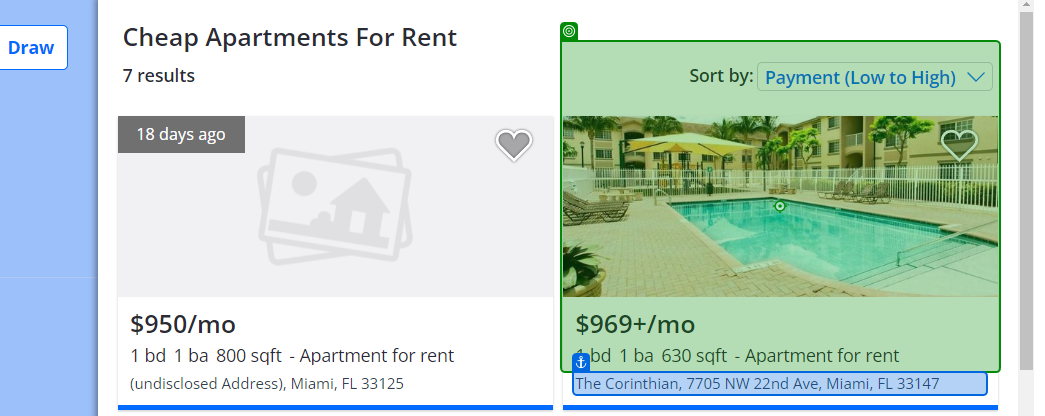 Draw
Cheap Apartments For Rent
7 results
Sort by: Payment (Low to High)
18 days ago
$950/mo
1 bd 1 ba 800 sqft - Apartment for rent
(undisclosed Address), Miami, FL 33125
$969+/mo
1 bd 1 ba 630 sqft - Apartment for rent
The Corinthian, 7705 NW 22nd Ave, Miami, FL 33147